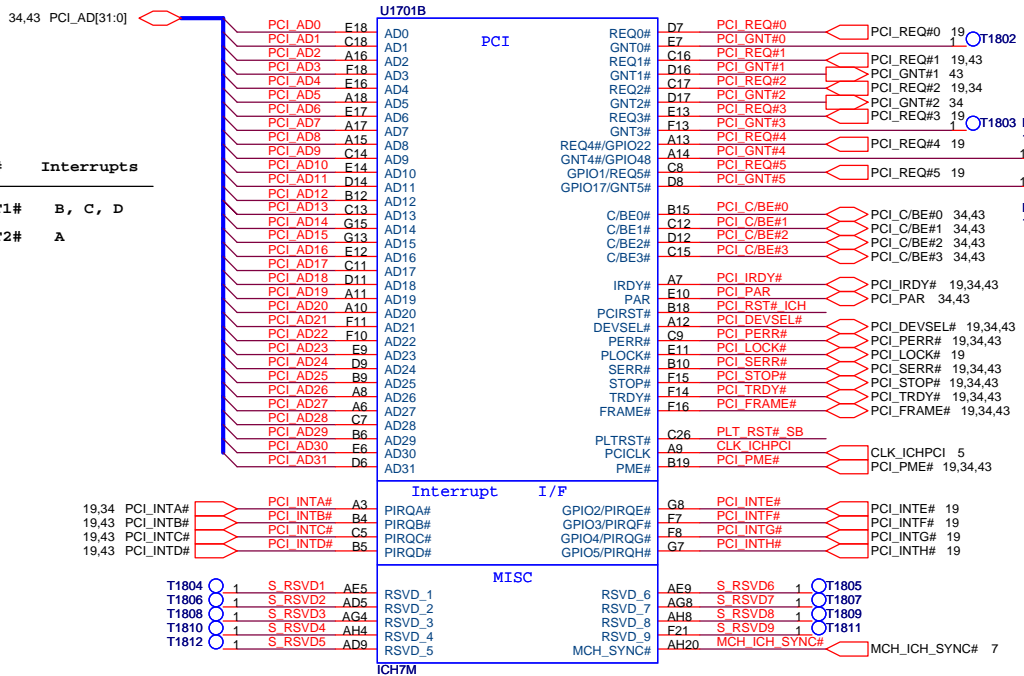 U1701B
34,43 PCI_AD[31:0]
PCI
PCI_AD0 E18 AD0 REQ0# D7 PCI_REQ#0 PCI_REQ#0 19
PCI_AD1 C18 AD1 GNT0# E7 PCI_GNT#0 1 T1802
PCI_AD2 A16 AD2 REQ1# C16 PCI_REQ#1 PCI_REQ#1 19,43
PCI_AD3 F18 AD3 GNT1# D16 PCI_GNT#1 PCI_GNT#1 43
PCI_AD4 E16 AD4 REQ2# C17 PCI_REQ#2 PCI_REQ#2 19,34
PCI_AD5 A18 AD5 GNT2# D17 PCI_GNT#2 PCI_GNT#2 34
PCI_AD6 E17 AD6 REQ3# E13 PCI_REQ#3 PCI_REQ#3 19
PCI_AD7 A17 AD7 GNT3# F13 PCI_GNT#3 1 T1803
PCI_AD8 A15 AD8 REQ4#/GPIO22 A13 PCI_REQ#4 PCI_REQ#4 19
PCI_AD9 C14 AD9 GNT4#/GPIO48 A14 PCI_GNT#4
PCI_AD10 E14 AD10 GPIO1/REQ5# C8 PCI_REQ#5 PCI_REQ#5 19
PCI_AD11 D14 AD11 GPIO17/GNT5# D8 PCI_GNT#5
# Interrupts
PCI_AD12 B12 AD12
PCI_AD13 C13 AD13 C/BE0# B15 PCI_C/BE#0 PCI_C/BE#0 34,43
T1# B, C, D
PCI_AD14 G15 AD14 C/BE1# C12 PCI_C/BE#1 PCI_C/BE#1 34,43
PCI_AD15 G13 AD15 C/BE2# D12 PCI_C/BE#2 PCI_C/BE#2 34,43
T2# A
PCI_AD16 E12 AD16 C/BE3# C15 PCI_C/BE#3 PCI_C/BE#3 34,43
PCI_AD17 C11 AD17
PCI_AD18 D11 AD18 IRDY# A7 PCI_IRDY# PCI_IRDY# 19,34,43
PCI_AD19 A11 AD19 PAR E10 PCI_PAR PCI_PAR 34,43
PCI_AD20 A10 AD20 PCIRST# B18 PCI_RST#_ICH
PCI_AD21 F11 AD21 DEVSEL# A12 PCI_DEVSEL# PCI_DEVSEL# 19,34,43
PCI_AD22 F10 AD22 PERR# C9 PCI_PERR# PCI_PERR# 19,34,43
PCI_AD23 E9 AD23 PLOCK# E11 PCI_LOCK# PCI_LOCK# 19
PCI_AD24 D9 AD24 SERR# B10 PCI_SERR# PCI_SERR# 19,34,43
PCI_AD25 B9 AD25 STOP# F15 PCI_STOP# PCI_STOP# 19,34,43
PCI_AD26 A8 AD26 TRDY# F14 PCI_TRDY# PCI_TRDY# 19,34,43
PCI_AD27 A6 AD27 FRAME# F16 PCI_FRAME# PCI_FRAME# 19,34,43
PCI_AD28 C7 AD28
PCI_AD29 B6 AD29 PLTRST# C26 PLT_RST#_SB
PCI_AD30 E6 AD30 PCICLK A9 CLK_ICHPCI CLK_ICHPCI 5
PCI_AD31 D6 AD31 PME# B19 PCI_PME# PCI_PME# 19,34,43
Interrupt I/F
19,34 PCI_INTA# PCI_INTA# A3 PIRQA# GPIO2/PIRQE# G8 PCI_INTE# PCI_INTE# 19
19,43 PCI_INTB# PCI_INTB# B4 PIRQB# GPIO3/PIRQF# F7 PCI_INTF# PCI_INTF# 19
19,43 PCI_INTC# PCI_INTC# C5 PIRQC# GPIO4/PIRQG# F8 PCI_INTG# PCI_INTG# 19
19,43 PCI_INTD# PCI_INTD# B5 PIRQD# GPIO5/PIRQH# G7 PCI_INTH# PCI_INTH# 19
MISC
T1804 1 S_RSVD1 AE5 RSVD_1 RSVD_6 AE9 S_RSVD6 1 T1805
T1806 1 S_RSVD2 AD5 RSVD_2 RSVD_7 AG8 S_RSVD7 1 T1807
T1808 1 S_RSVD3 AG4 RSVD_3 RSVD_8 AH8 S_RSVD8 1 T1809
T1810 1 S_RSVD4 AH4 RSVD_4 RSVD_9 F21 S_RSVD9 1 T1811
T1812 1 S_RSVD5 AD9 RSVD_5 MCH_SYNC# AH20 MCH_ICH_SYNC# MCH_ICH_SYNC# 7
ICH7M